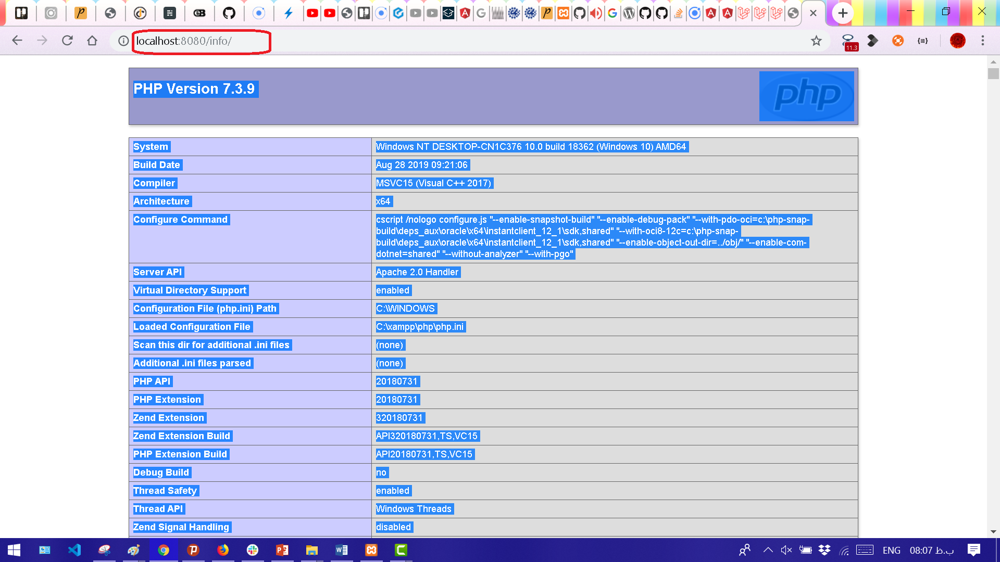 localhost:8080/info/
11.3
PHP Version 7.3.9
php
System Windows NT DESKTOP-CN1C376 10.0 build 18362 (Windows 10) AMD64
Build Date Aug 28 2019 09:21:06
Compiler MSVC15 (Visual C++ 2017)
Architecture x64
Configure Command cscript /nologo configure.js "--enable-snapshot-build" "--enable-debug-pack" "--with-pdo-oci=c:\php-snap-
build\deps_aux\oracle\x64\instantclient_12_1\sdk,shared" "--with-oci8-12c=c:\php-snap-
build\deps_aux\oracle\x64\instantclient_12_1\sdk,shared" "--enable-object-out-dir=../obj/" "--enable-com-
dotnet=shared" "--without-analyzer" "--with-pgo"
Server API Apache 2.0 Handler
Virtual Directory Support enabled
Configuration File (php.ini) Path C:\WINDOWS
Loaded Configuration File C:\xampp\php\php.ini
Scan this dir for additional .ini files (none)
Additional .ini files parsed (none)
PHP API 20180731
PHP Extension 20180731
Zend Extension 320180731
Zend Extension Build API320180731,TS,VC15
PHP Extension Build API20180731,TS,VC15
Debug Build no
Thread Safety enabled
Thread API Windows Threads
Zend Signal Handling disabled
ENG 08:07 ب.ظ